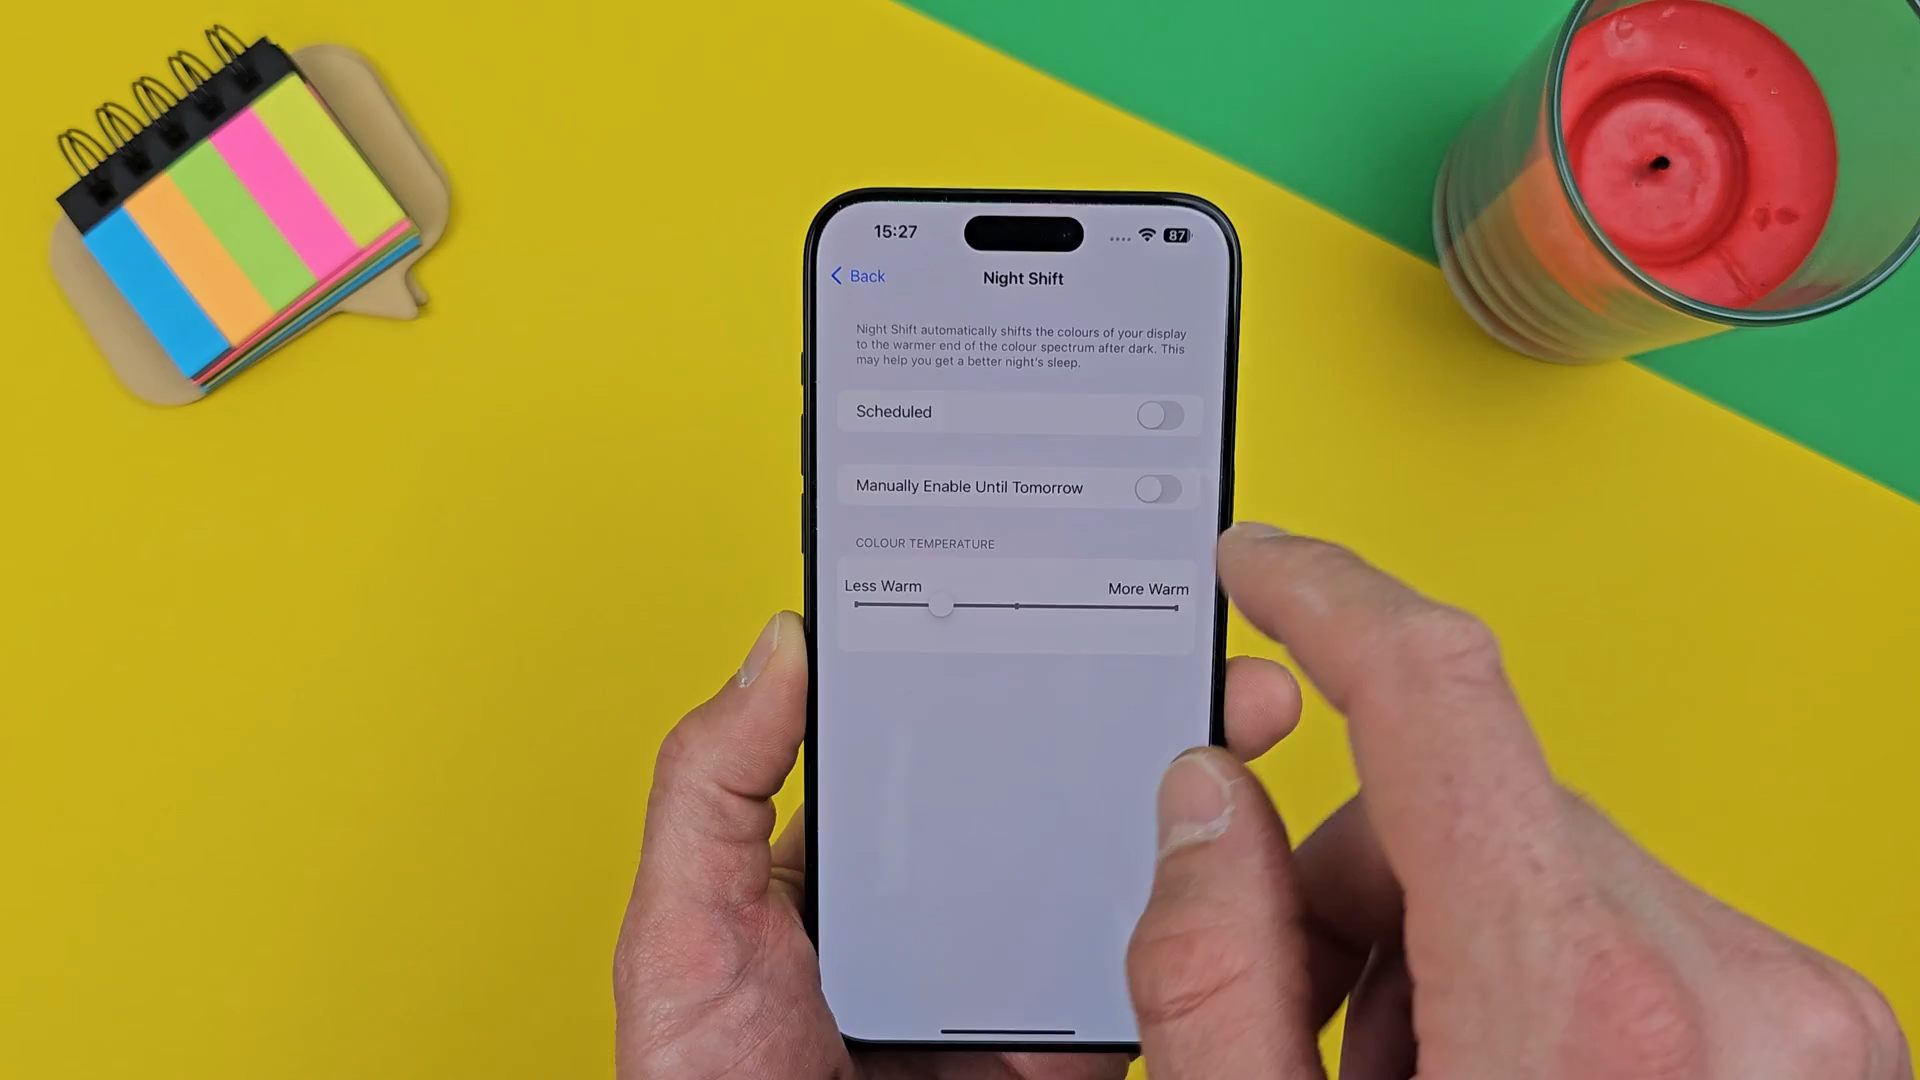 15:27
87
Back
Night Shift
Night Shift automatically shifts the colours of your display
to the warmer end of the colour spectrum after dark. This
may help you get a better night's sleep.
Scheduled
Manually Enable Until Tomorrow
COLOUR TEMPERATURE
Less Warm
More Warm